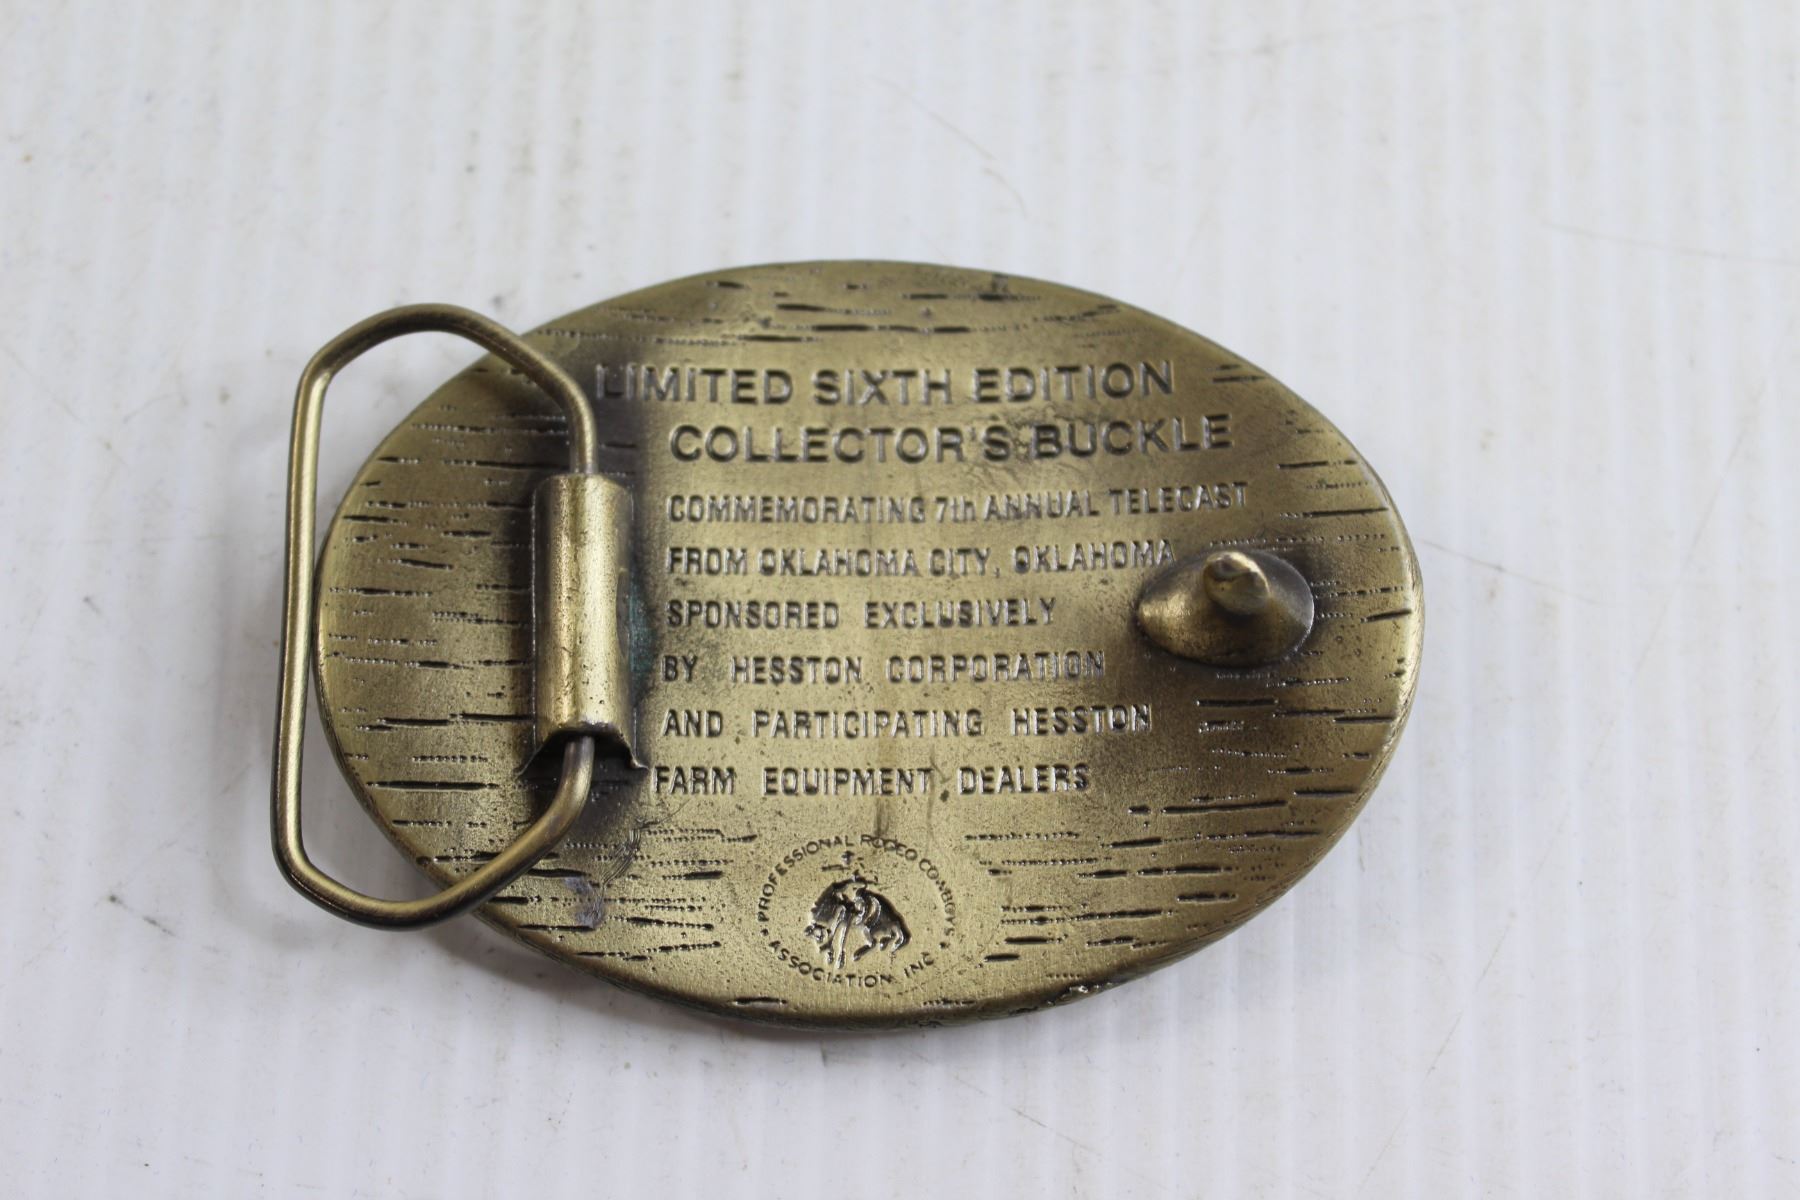 LIMITED SIXTH EDITION
COLLECTOR'S BUCKLE
COMMEMORATING 7th ANNUAL TELECAST
FROM OKLAHOMA CITY, OKLAHOMA
SPONSORED EXCLUSIVELY
BY HESSTON CORPORATION
AND PARTICIPATING HESSTON
FARM EQUIPMENT DEALERS
PROFESSIONAL RODEO COWBOYS
ASSOCIATION, INC.